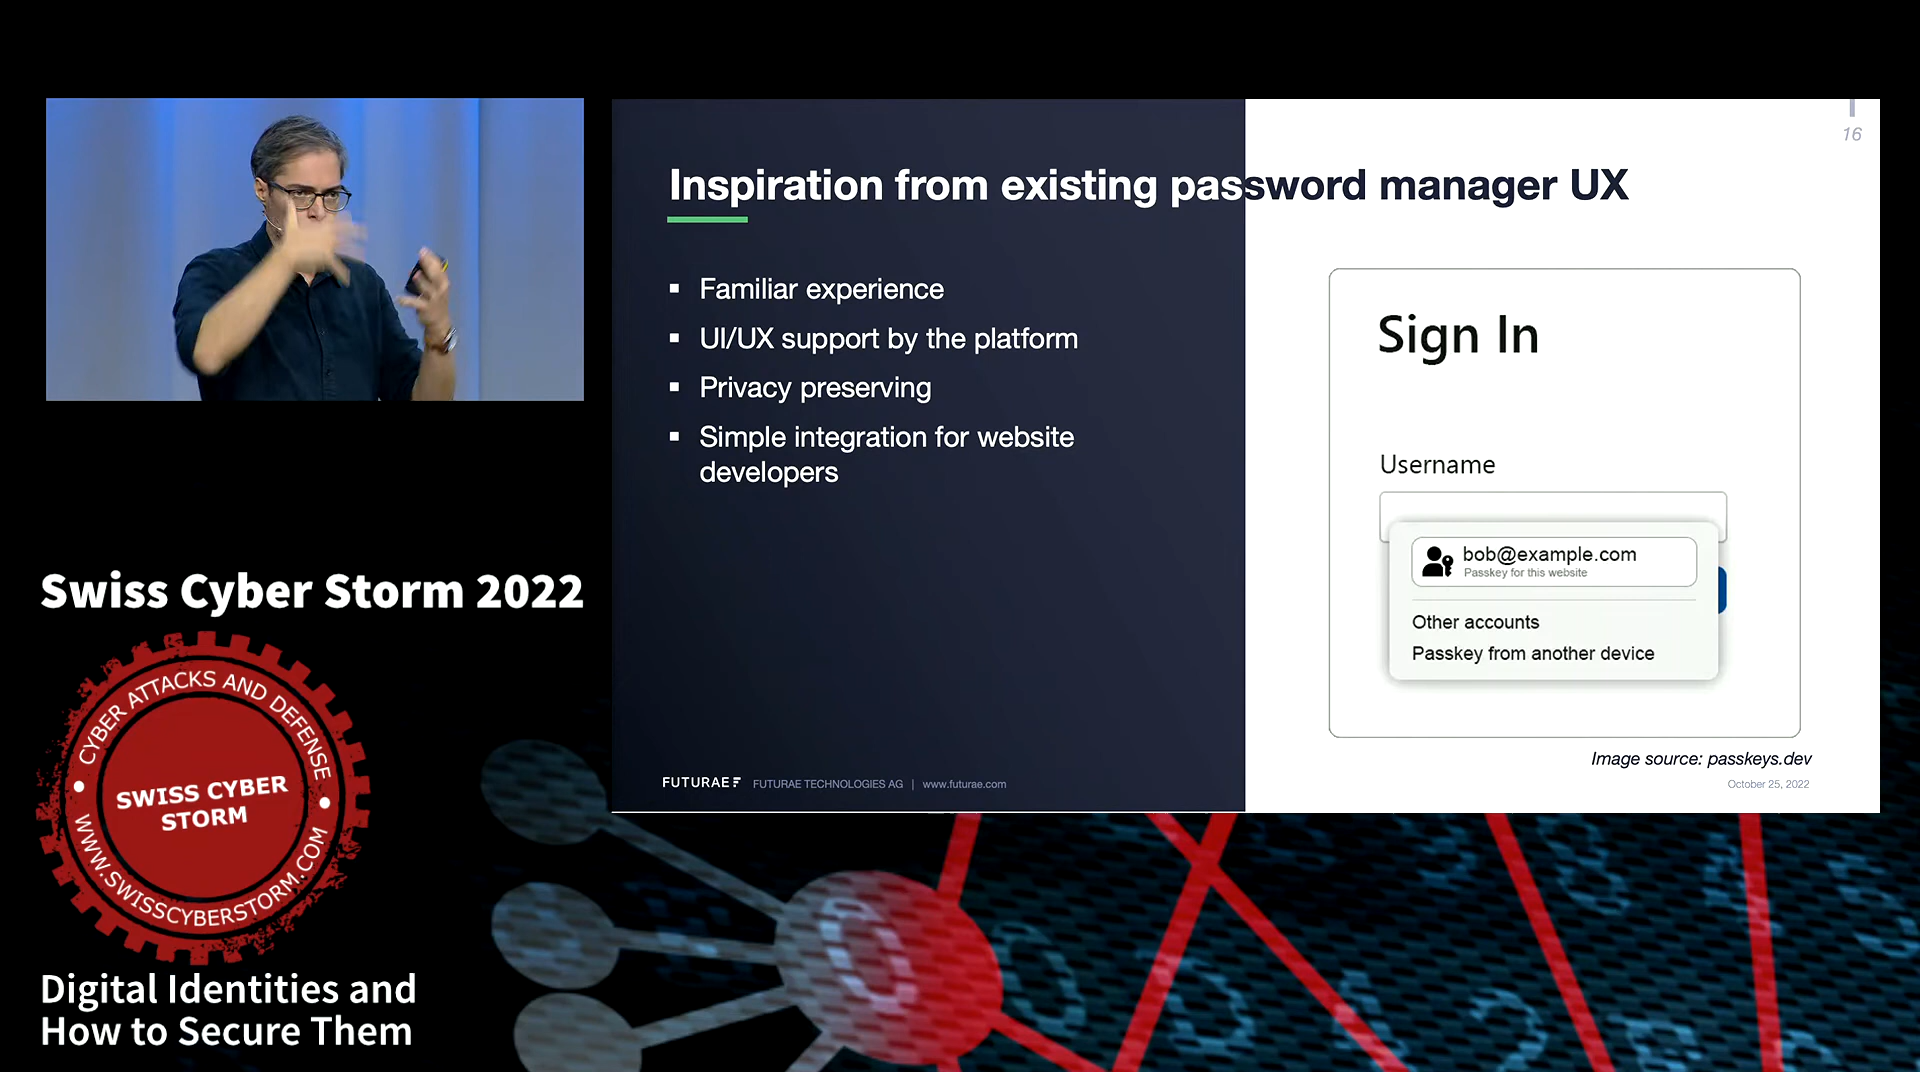 16
Inspiration from existing password manager UX
▪ Familiar experience
▪ UI/UX support by the platform
▪ Privacy preserving
▪ Simple integration for website
developers
Sign In
Username
bob@example.com
Passkey for this website
Other accounts
Passkey from another device
Image source: passkeys.dev
FUTURAE FUTURAE TECHNOLOGIES AG | www.futurae.com
October 25, 2022
Swiss Cyber Storm 2022
CYBER ATTACKS AND DEFENSE
SWISS CYBER
STORM
WWW.SWISSCYBERSTORM.COM
Digital Identities and
How to Secure Them